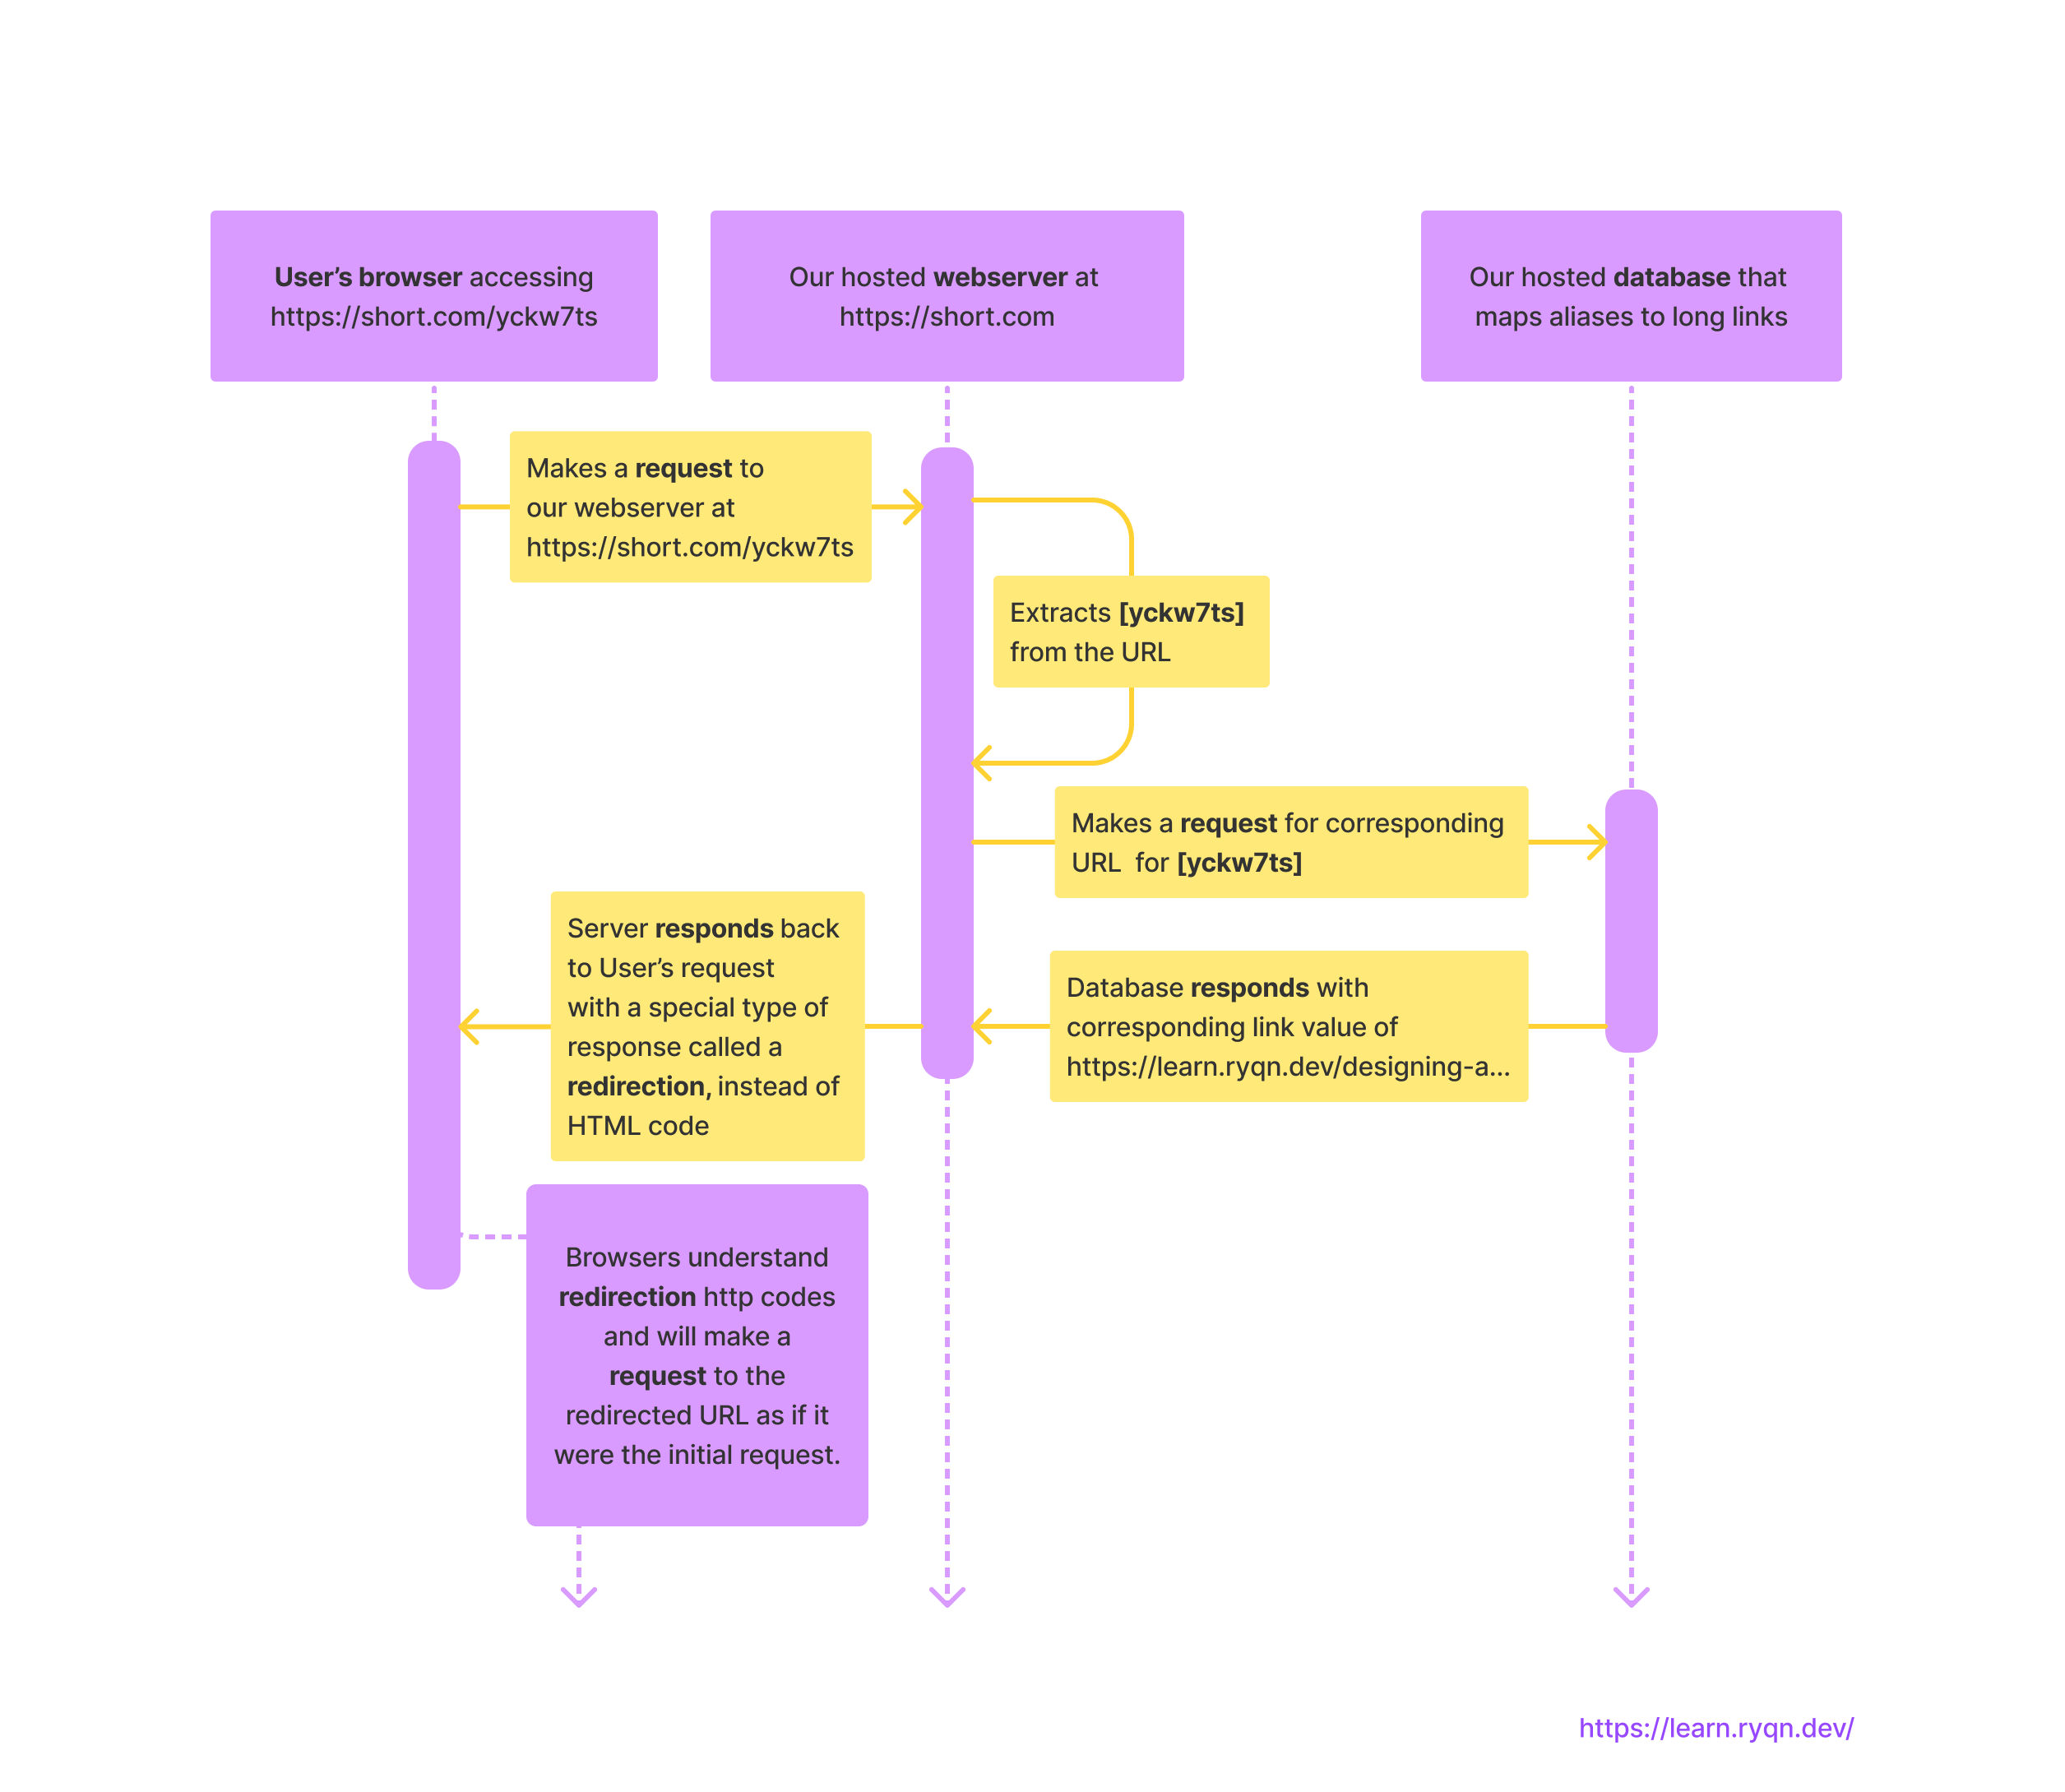 User’s browser accessing
https://short.com/yckw7ts
Our hosted webserver at
https://short.com
Our hosted database that
maps aliases to long links
Makes a request to
our webserver at
https://short.com/yckw7ts
Extracts [yckw7ts]
from the URL
Makes a request for corresponding
URL for [yckw7ts]
Database responds with
corresponding link value of
https://learn.ryqn.dev/designing-a...
Server responds back
to User’s request
with a special type of
response called a
redirection, instead of
HTML code
Browsers understand
redirection http codes
and will make a
request to the
redirected URL as if it
were the initial request.
https://learn.ryqn.dev/